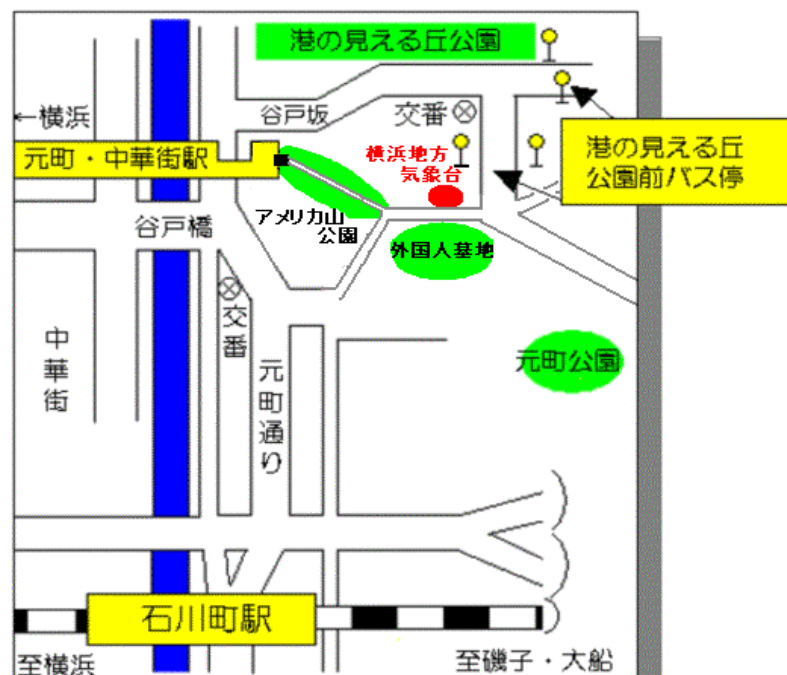 港の見える丘公園
←横浜
谷戸坂
交番
元町・中華街駅
横浜地方
気象台
港の見える丘
公園前バス停
アメリカ山
公園
谷戸橋
外国人墓地
交番
中華街
元町通り
元町公園
石川町駅
至横浜
至磯子・大船